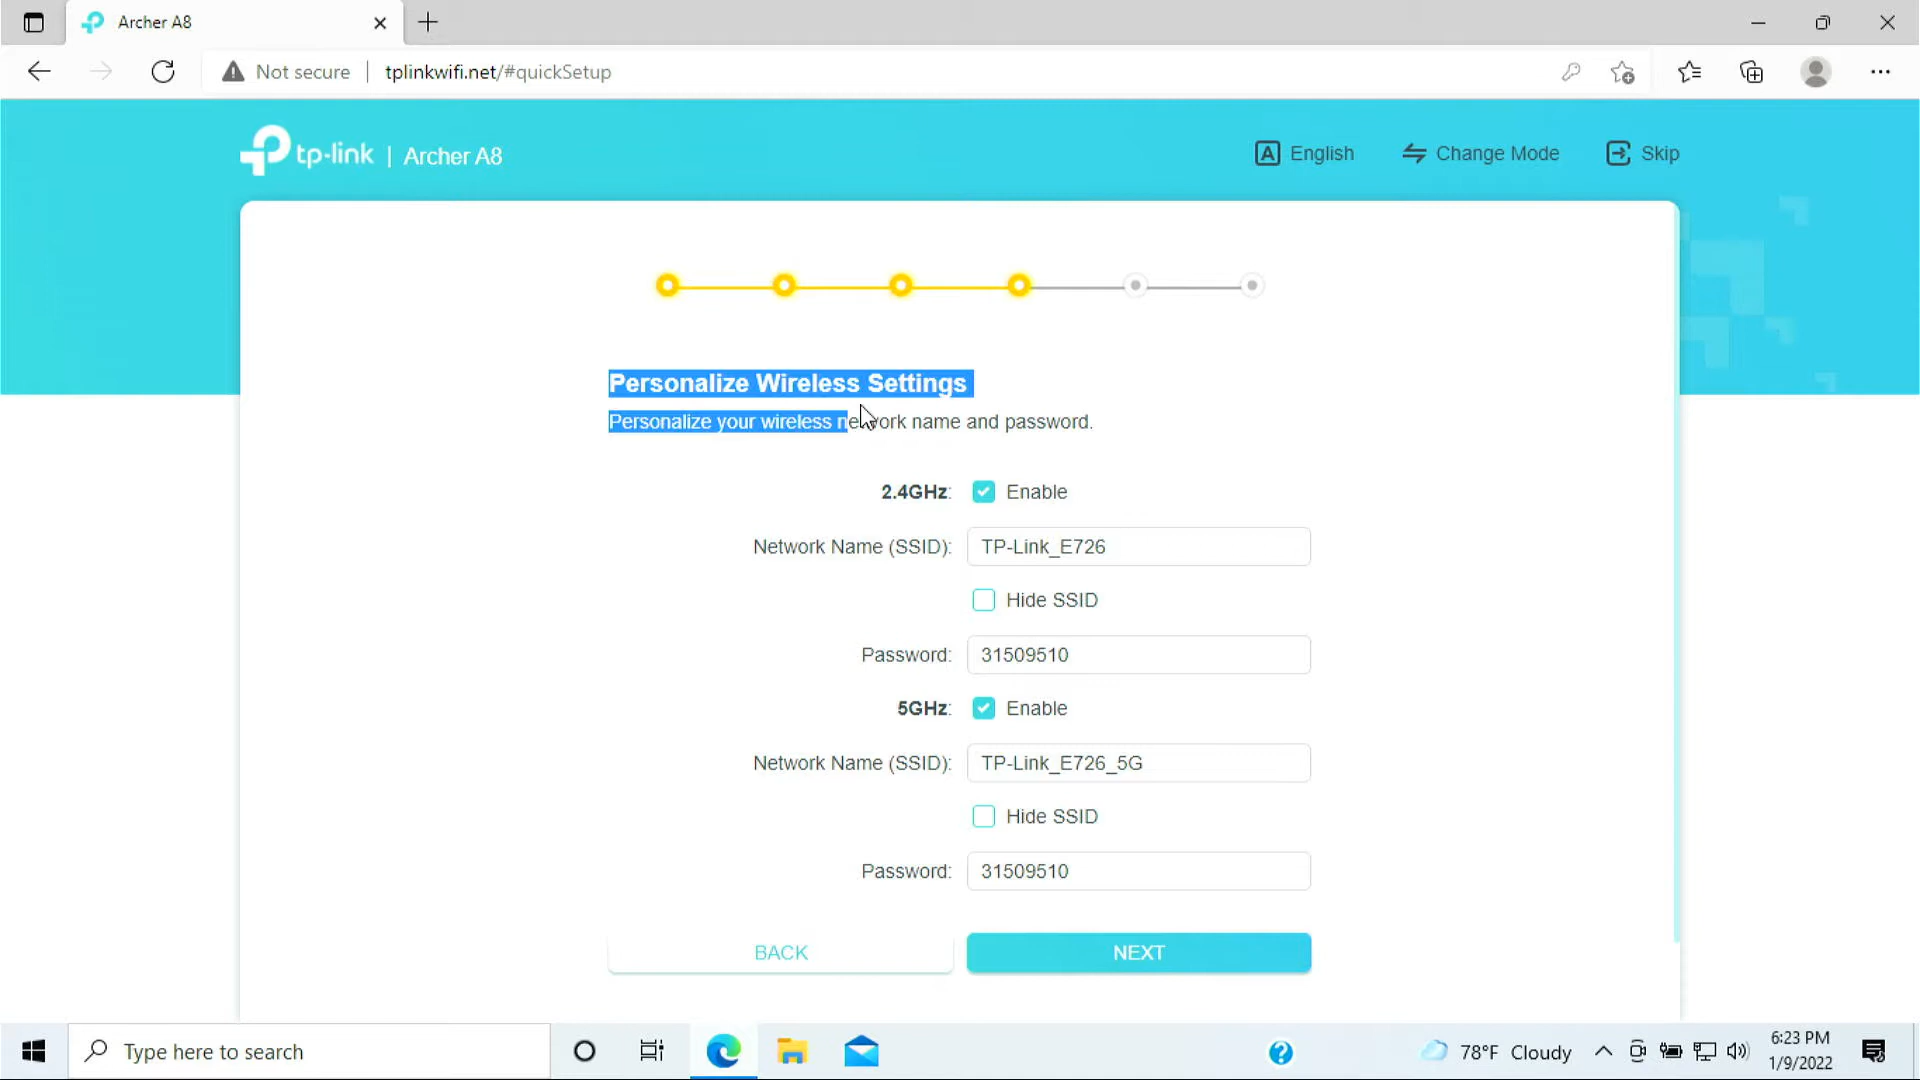 Archer A8
Not secure | tplinkwifi.net/#quickSetup
tp-link | Archer A8
English
Change Mode
Skip
Personalize Wireless Settings
Personalize your wireless network name and password.
2.4GHz: Enable
Network Name (SSID): TP-Link_E726
Hide SSID
Password: 31509510
5GHz: Enable
Network Name (SSID): TP-Link_E726_5G
Hide SSID
Password: 31509510
BACK
NEXT
Type here to search
78°F Cloudy
6:23 PM
1/9/2022